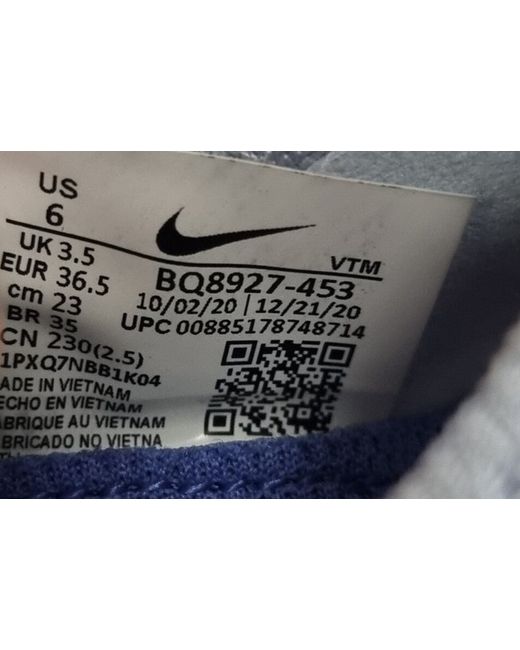 US
6
UK 3.5
EUR 36.5
cm 23
BR 35
CN 230(2.5)
1PXQ7NBB1K04
ADE IN VIETNAM
ECHO EN VIETNAM
ABRIQUE AU VIETNAM
ABRICADO NO VIETNA
VTM
BQ8927-453
10/02/20 | 12/21/20
UPC 00885178748714